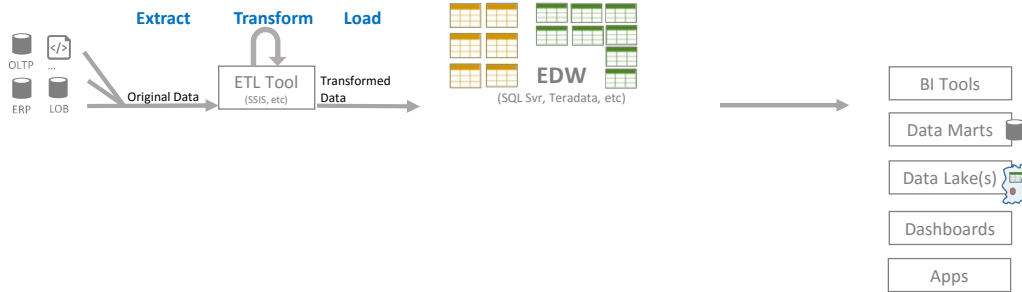 Extract Transform Load
OLTP
</>
...
ERP LOB
Original Data
ETL Tool
(SSIS, etc)
Transformed
Data
EDW
(SQL Svr, Teradata, etc)
BI Tools
Data Marts
Data Lake(s)
Dashboards
Apps